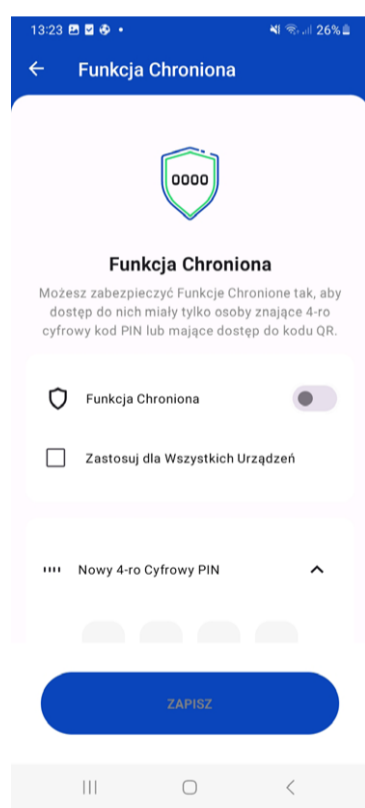 13:23 26%
Funkcja Chroniona
0000
Funkcja Chroniona
Możesz zabezpieczyć Funkcje Chronione tak, aby
dostęp do nich miały tylko osoby znające 4-ro
cyfrowy kod PIN lub mające dostęp do kodu QR.
Funkcja Chroniona
Zastosuj dla Wszystkich Urządzeń
Nowy 4-ro Cyfrowy PIN
ZAPISZ